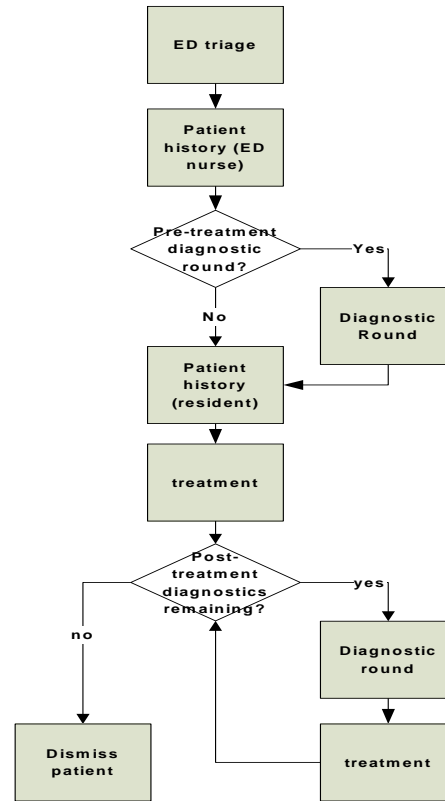 ED triage
Patient
history (ED
nurse)
Pre-treatment
diagnostic
round?
Yes
No
Diagnostic
Round
Patient
history
(resident)
treatment
Post-
treatment
diagnostics
remaining?
yes
no
Diagnostic
round
Dismiss
patient
treatment